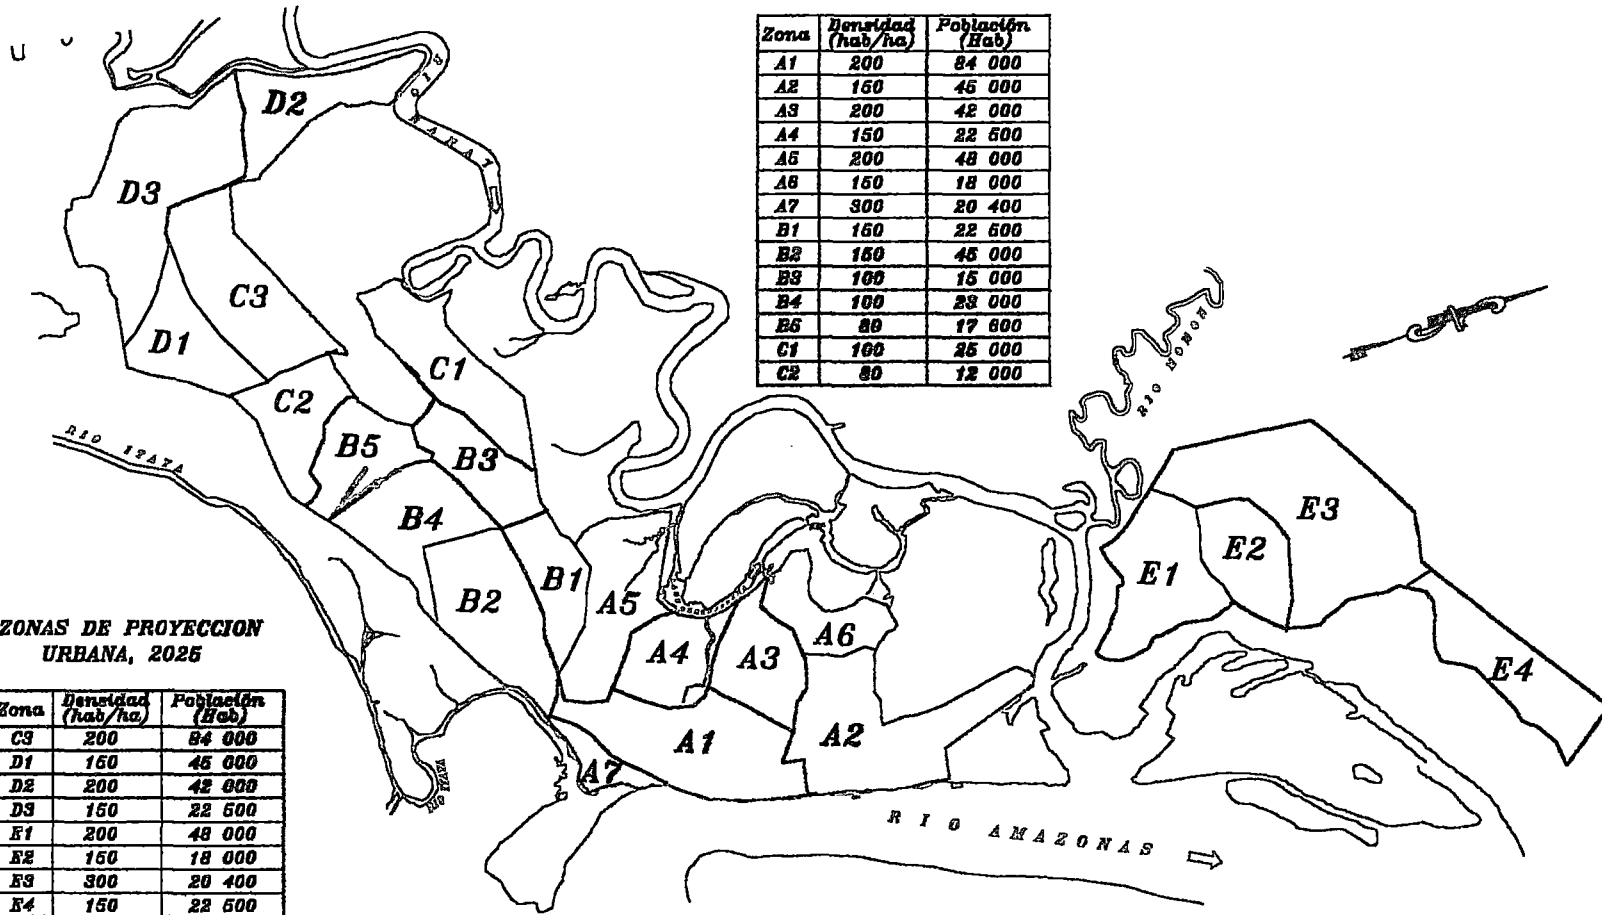 Zona Densidad (hab/ha) Población (Hab)
A1 200 84 000
A2 150 45 000
A3 200 42 000
A4 150 22 500
A5 200 48 000
A6 150 18 000
A7 300 20 400
B1 150 22 500
B2 150 45 000
B3 100 15 000
B4 100 23 000
B5 80 17 600
C1 100 25 000
C2 80 12 000
D2
D3
C3
D1
C1
C2
B5
B3
B4
B1
B2
A5
A4
A3
A6
A1
A2
A7
E3
E2
E1
E4
RIO NANAY
RIO MOMON
RIO ITAYA
RIO ITAYA
RIO AMAZONAS
ZONAS DE PROYECCION
URBANA, 2025
Zona Densidad (hab/ha) Población (Hab)
C3 200 84 000
D1 150 45 000
D2 200 42 000
D3 150 22 500
E1 200 48 000
E2 150 18 000
E3 300 20 400
E4 150 22 500